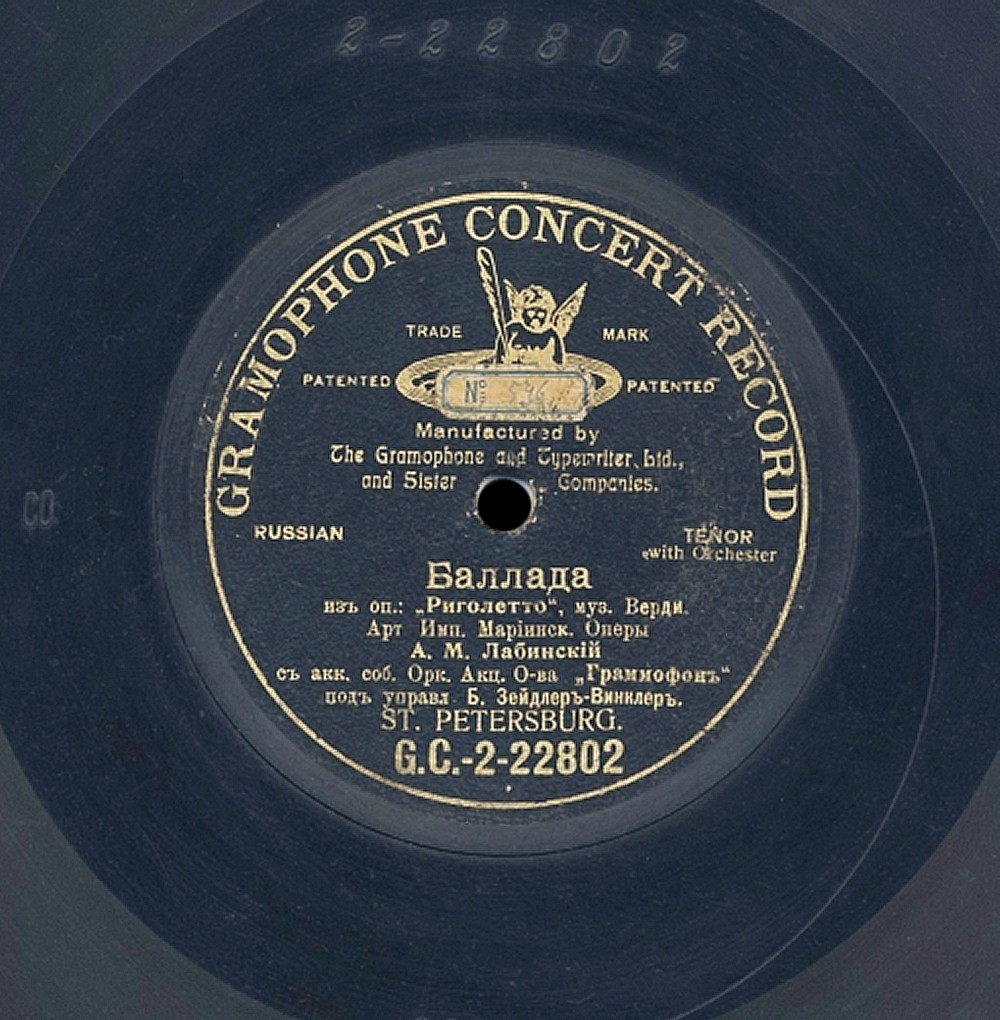 2-22802
GRAMOPHONE CONCERT RECORD
TRADE MARK
PATENTED PATENTED
№
Manufactured by
The Gramophone and Typewriter, Ltd.,
and Sister Companies.
RUSSIAN
TENOR
with Orchester
Баллада
изъ оп.: „Риголетто“, муз. Верди.
Арт Имп. Маріинск. Оперы
А. М. Лабинскій
съ акк. соб. Орк. Акц. О-ва „Граммофонъ“
подъ управл Б. Зейдлеръ-Винклеръ.
ST. PETERSBURG.
G.C.-2-22802
CO